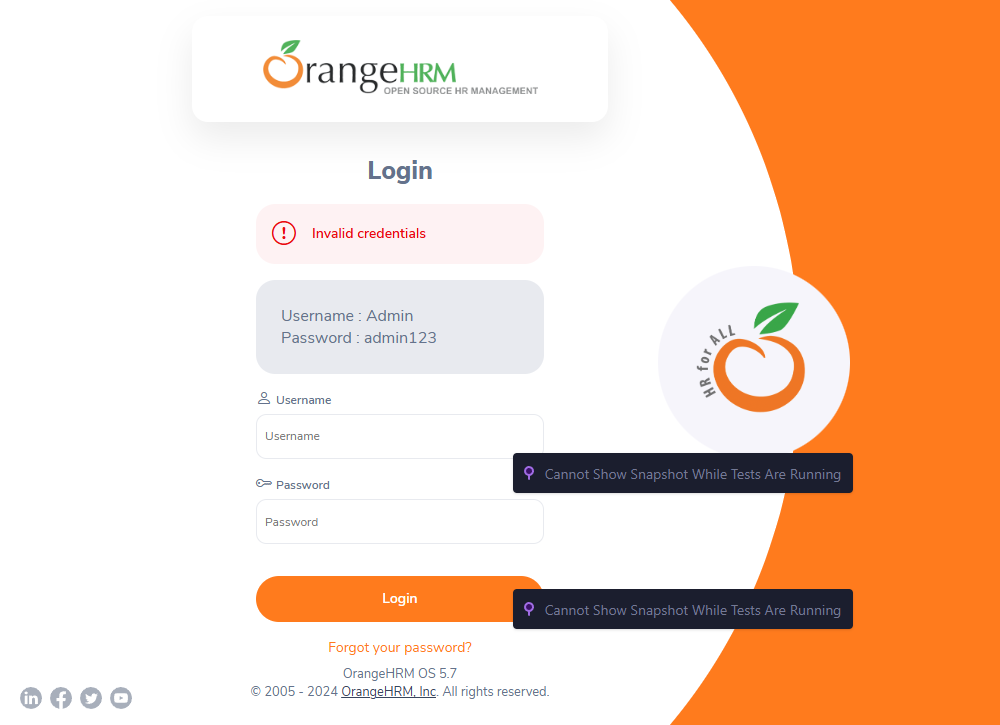 OrangeHRM
OPEN SOURCE HR MANAGEMENT
Login
Invalid credentials
Username : Admin
Password : admin123
Username
Username
Password
Password
Login
Forgot your password?
OrangeHRM OS 5.7
© 2005 - 2024 OrangeHRM, Inc. All rights reserved.
HR for ALL
Cannot Show Snapshot While Tests Are Running
Cannot Show Snapshot While Tests Are Running
in